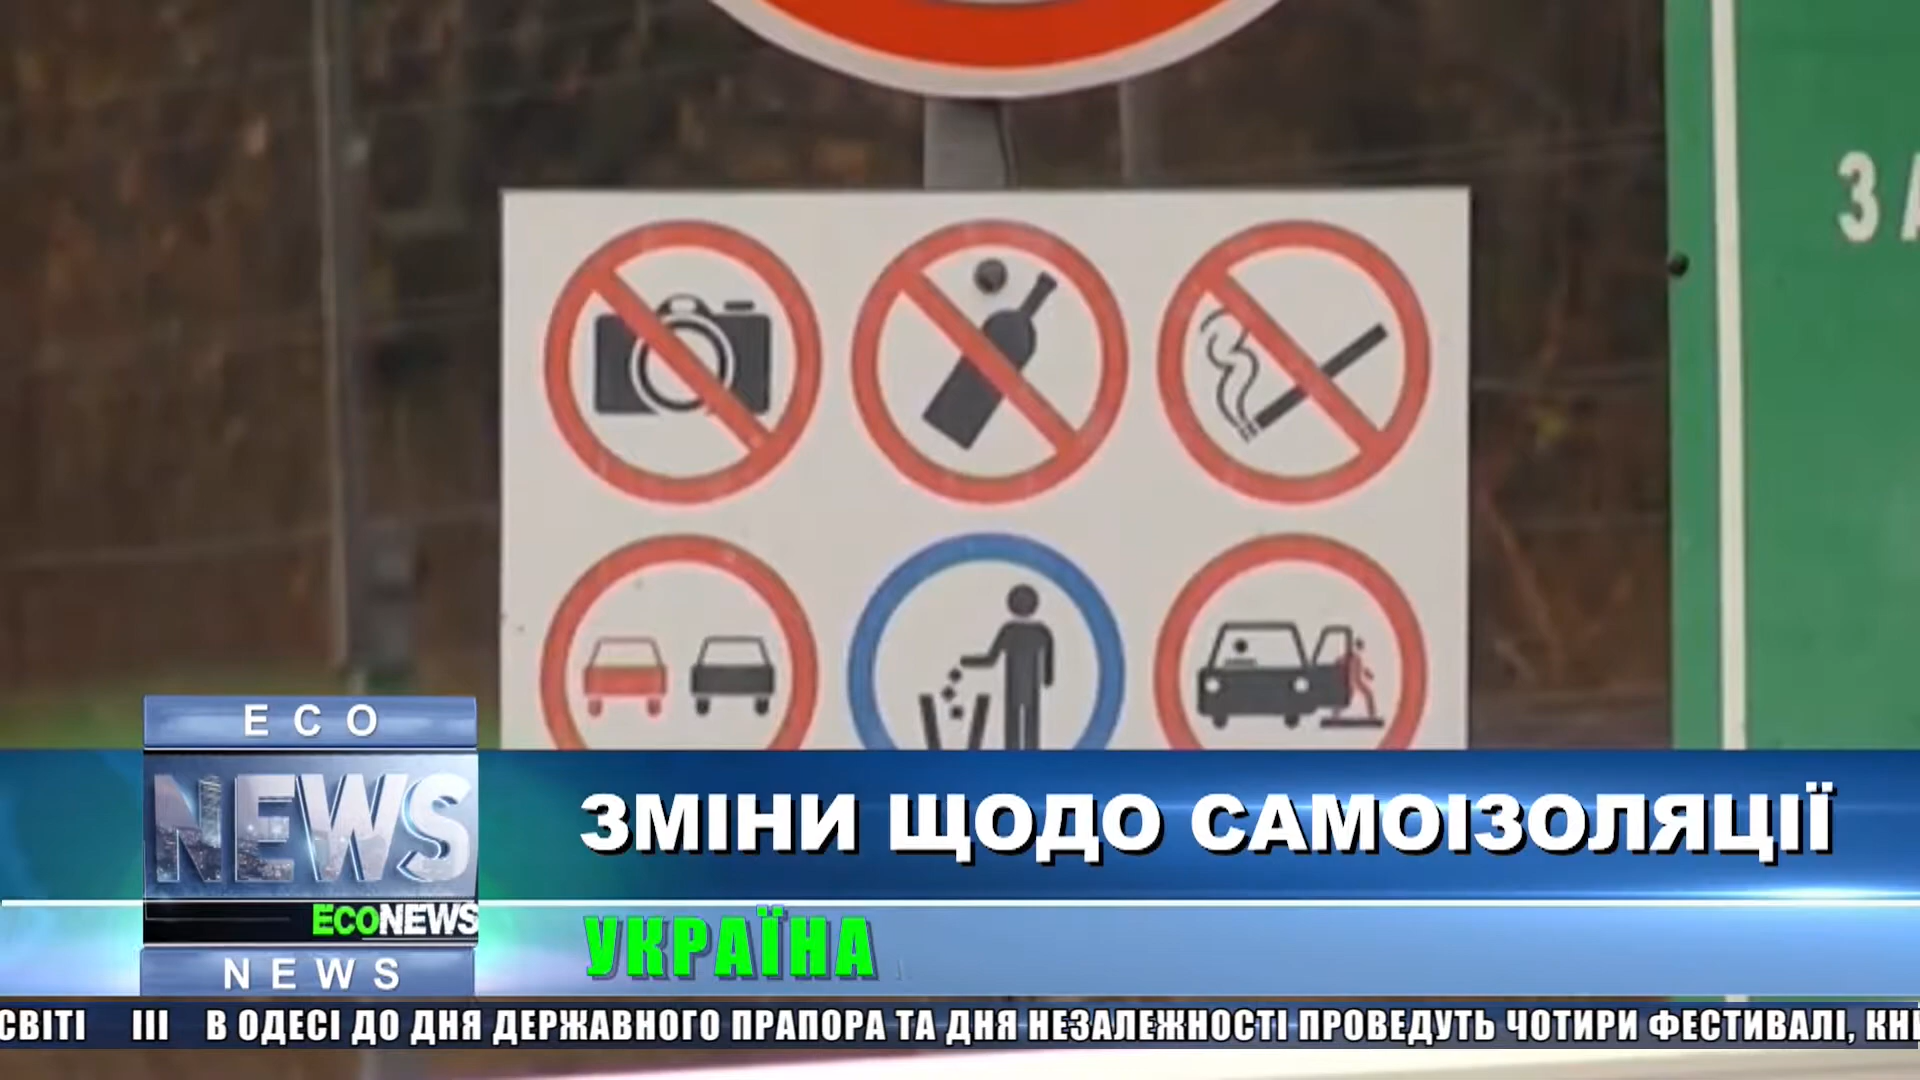 З А
ECO
NEWS
ECONEWS
NEWS
ЗМІНИ ЩОДО САМОІЗОЛЯЦІЇ
УКРАЇНА
СВІТІ ІІІ В ОДЕСІ ДО ДНЯ ДЕРЖАВНОГО ПРАПОРА ТА ДНЯ НЕЗАЛЕЖНОСТІ ПРОВЕДУТЬ ЧОТИРИ ФЕСТИВАЛІ,